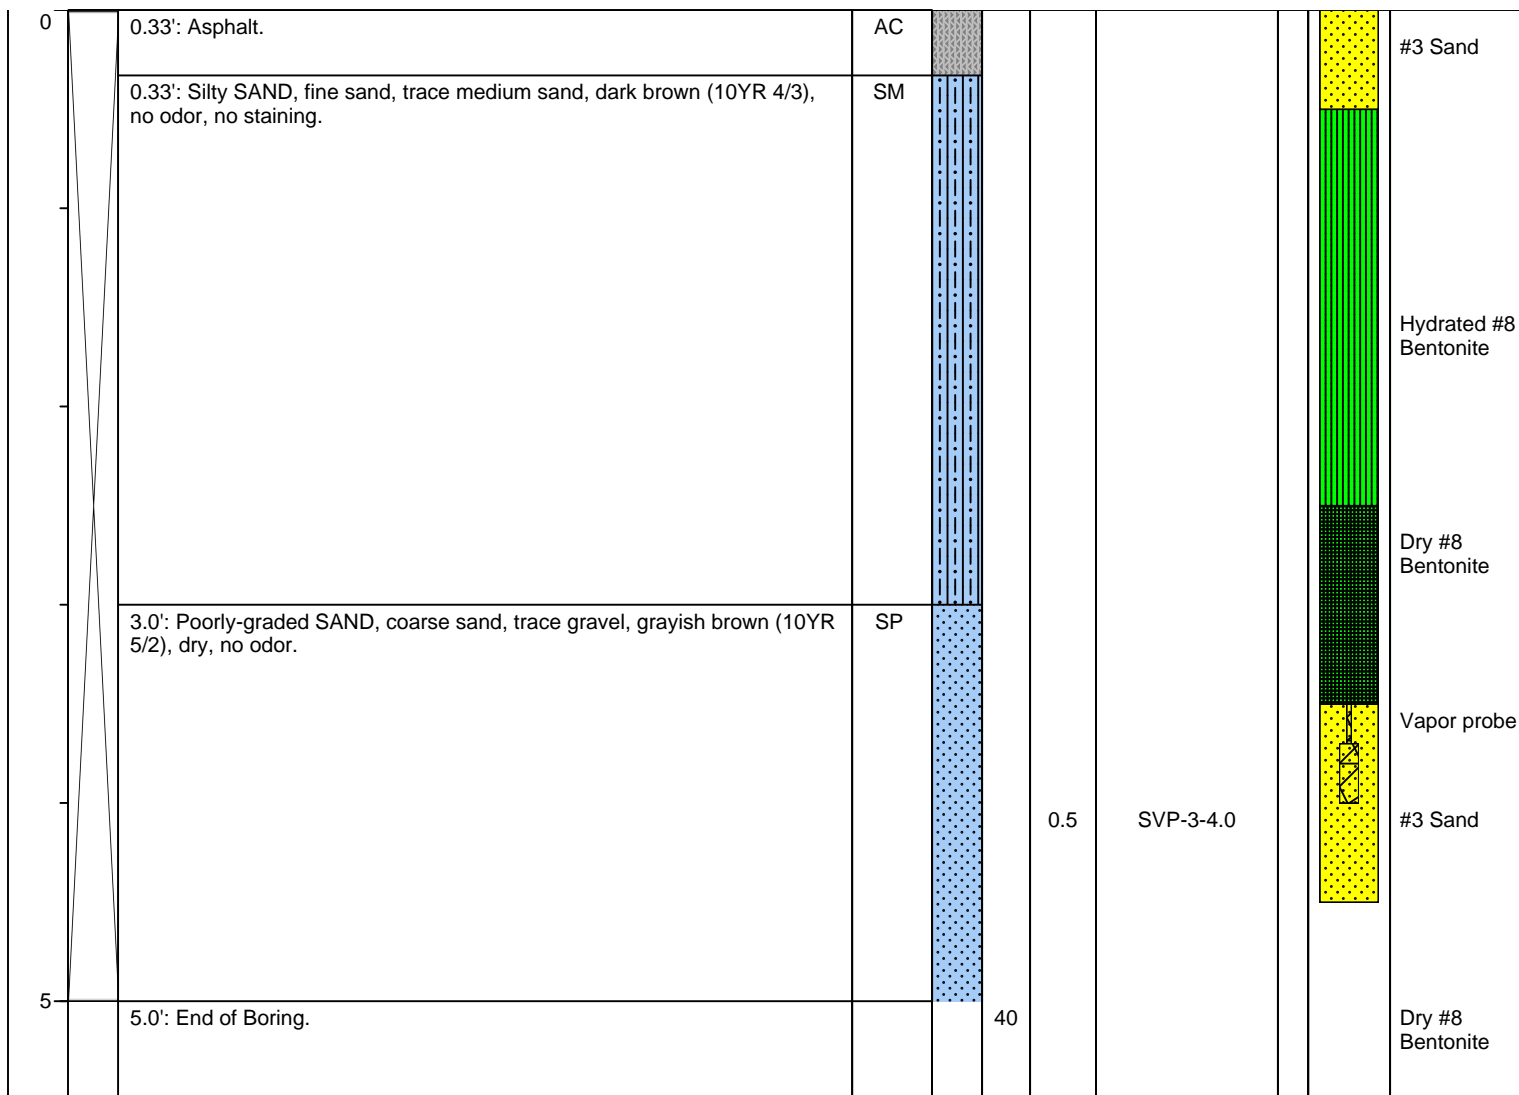 0
0.33': Asphalt.
AC
#3 Sand
0.33': Silty SAND, fine sand, trace medium sand, dark brown (10YR 4/3),
no odor, no staining.
SM
Hydrated #8
Bentonite
Dry #8
Bentonite
3.0': Poorly-graded SAND, coarse sand, trace gravel, grayish brown (10YR
5/2), dry, no odor.
SP
Vapor probe
0.5
SVP-3-4.0
#3 Sand
5
5.0': End of Boring.
40
Dry #8
Bentonite